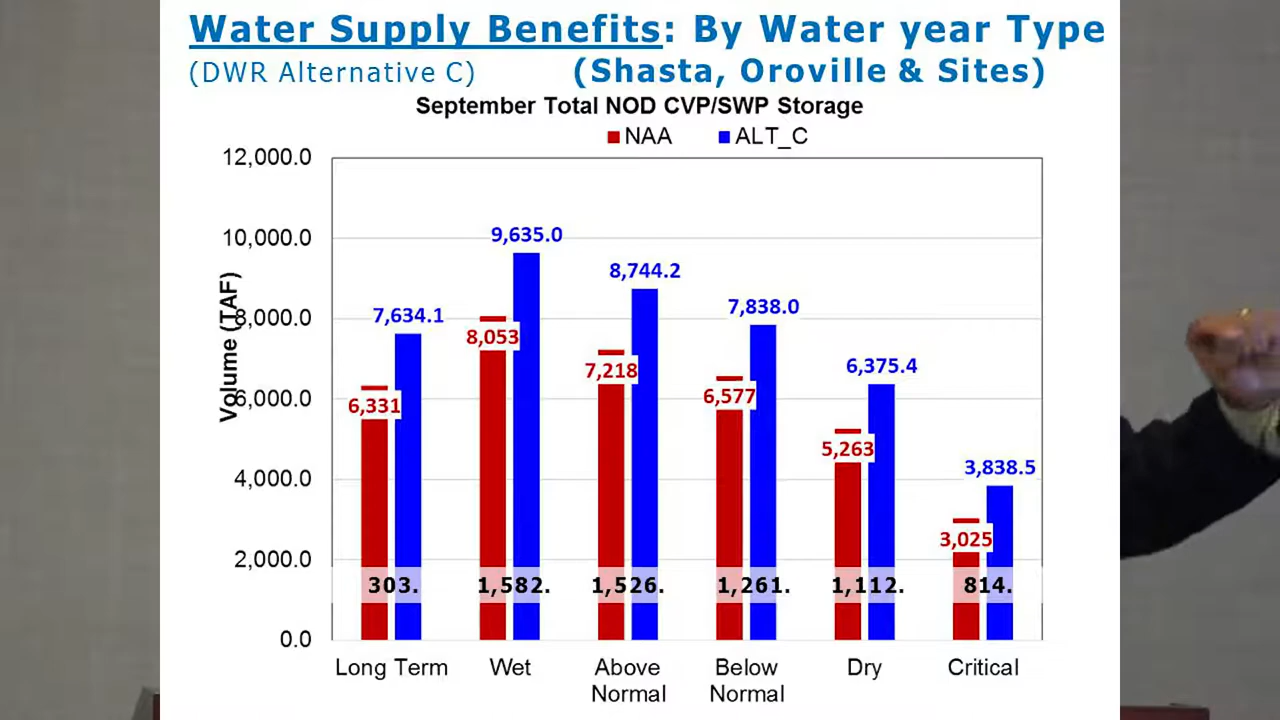 Water Supply Benefits: By Water year Type
(DWR Alternative C) (Shasta, Oroville & Sites)
September Total NOD CVP/SWP Storage
NAA ALT_C
Volume (TAF)
12,000.0
10,000.0
8,000.0
6,000.0
4,000.0
2,000.0
0.0
7,634.1
9,635.0
8,744.2
7,838.0
6,375.4
3,838.5
6,331
8,053
7,218
6,577
5,263
3,025
303. 1,582. 1,526. 1,261. 1,112. 814.
Long Term Wet Above Below Dry Critical
Normal Normal